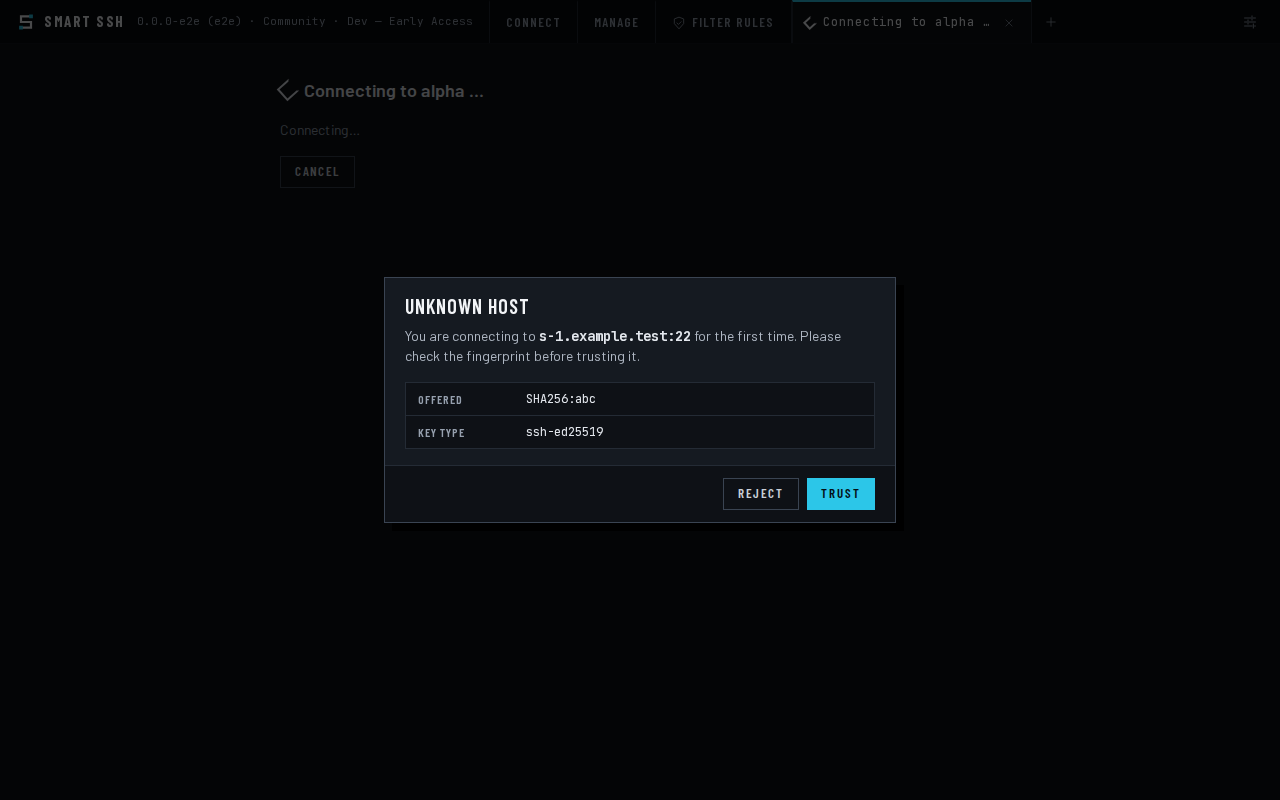 SMART SSH 0.0.0-e2e (e2e) · Community · Dev — Early Access CONNECT MANAGE FILTER RULES Connecting to alpha … × +
Connecting to alpha …
Connecting…
CANCEL
UNKNOWN HOST
You are connecting to s-1.example.test:22 for the first time. Please
check the fingerprint before trusting it.
OFFERED SHA256:abc
KEY TYPE ssh-ed25519
REJECT TRUST